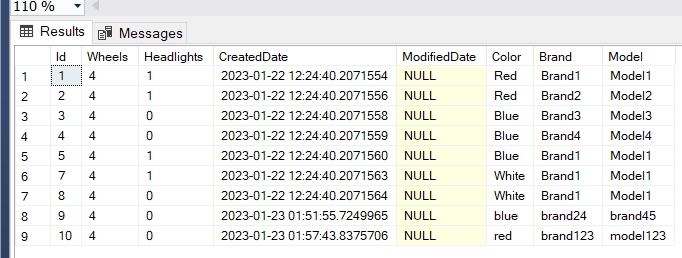 110 %
Results Messages
Id Wheels Headlights CreatedDate ModifiedDate Color Brand Model
1 1 4 1 2023-01-22 12:24:40.2071554 NULL Red Brand1 Model1
2 2 4 1 2023-01-22 12:24:40.2071556 NULL Red Brand2 Model2
3 3 4 0 2023-01-22 12:24:40.2071558 NULL Blue Brand3 Model3
4 4 4 0 2023-01-22 12:24:40.2071559 NULL Blue Brand4 Model4
5 5 4 1 2023-01-22 12:24:40.2071560 NULL Blue Brand1 Model1
6 7 4 1 2023-01-22 12:24:40.2071563 NULL White Brand1 Model1
7 8 4 0 2023-01-22 12:24:40.2071564 NULL White Brand1 Model1
8 9 4 0 2023-01-23 01:51:55.7249965 NULL blue brand24 brand45
9 10 4 0 2023-01-23 01:57:43.8375706 NULL red brand123 model123